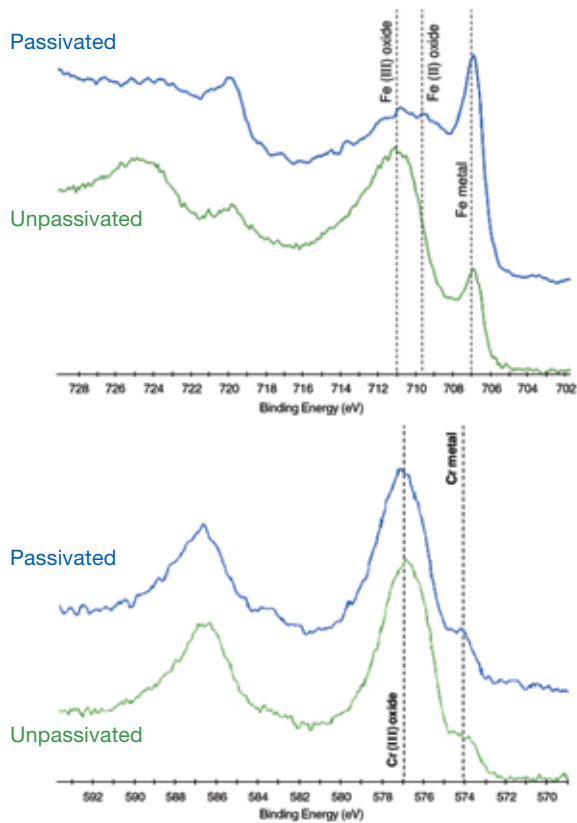 Passivated
Unpassivated
Fe (III) oxide
Fe (II) oxide
Fe metal
728 726 724 722 720 718 716 714 712 710 708 706 704 702
Binding Energy (eV)
Passivated
Unpassivated
Cr (III) oxide
Cr metal
592 590 588 586 584 582 580 578 576 574 572 570
Binding Energy (eV)